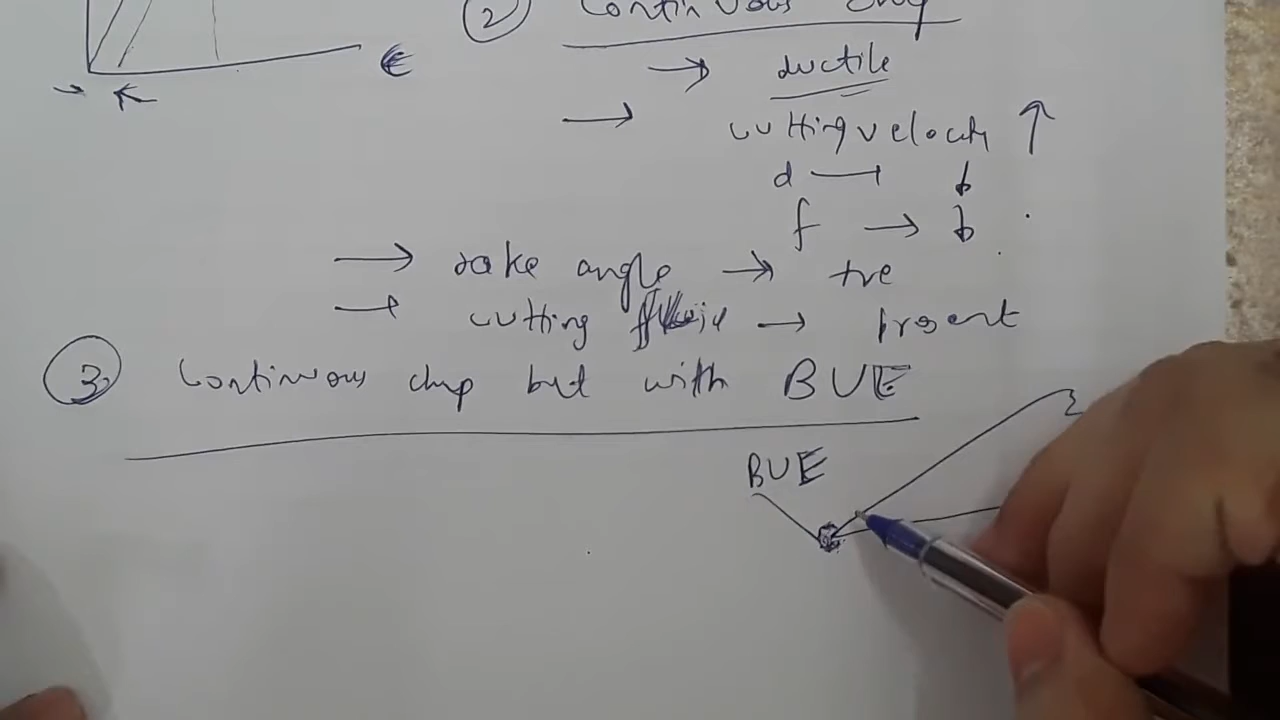 ② Continuous chip
→ ductile
→ cutting velocity ↑
d → ↓
f → ↓
→ rake angle → +ve
→ cutting fluid → present
③ Continuous chip but with BUE
BUE
ϵ